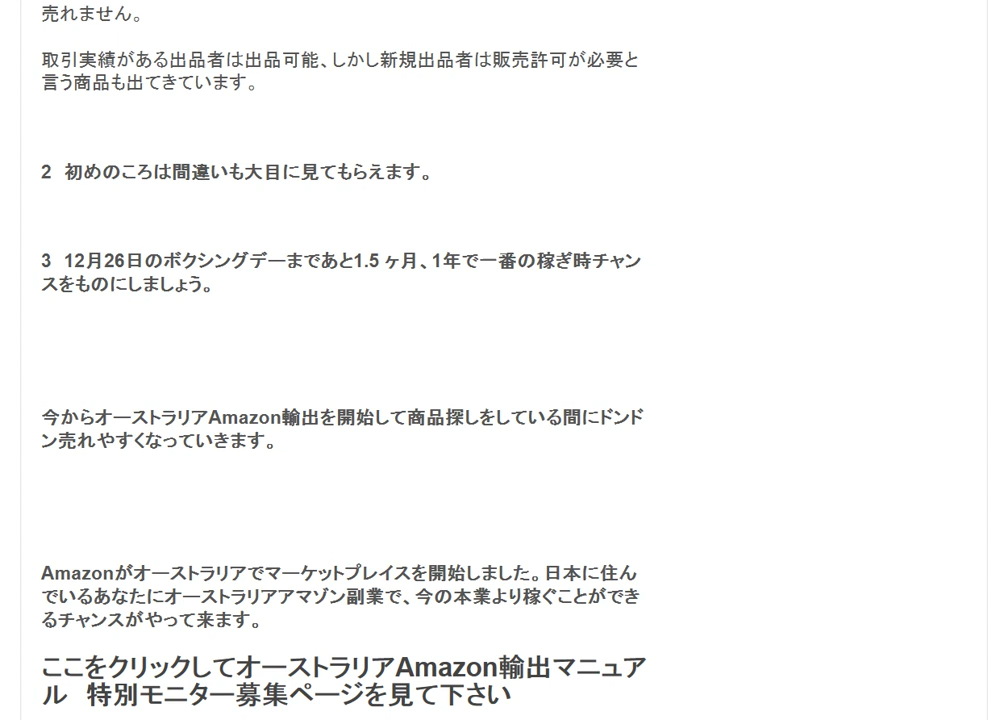 売れません。
取引実績がある出品者は出品可能、しかし新規出品者は販売許可が必要と
言う商品も出てきています。
2　初めのころは間違いも大目に見てもらえます。
3　12月26日のボクシングデーまであと1.5ヶ月、1年で一番の稼ぎ時チャン
スをものにしましょう。
今からオーストラリアAmazon輸出を開始して商品探しをしている間にドンド
ン売れやすくなっていきます。
Amazonがオーストラリアでマーケットプレイスを開始しました。日本に住ん
でいるあなたにオーストラリアアマゾン副業で、今の本業より稼ぐことができ
るチャンスがやって来ます。
ここをクリックしてオーストラリアAmazon輸出マニュア
ル　特別モニター募集ページを見て下さい